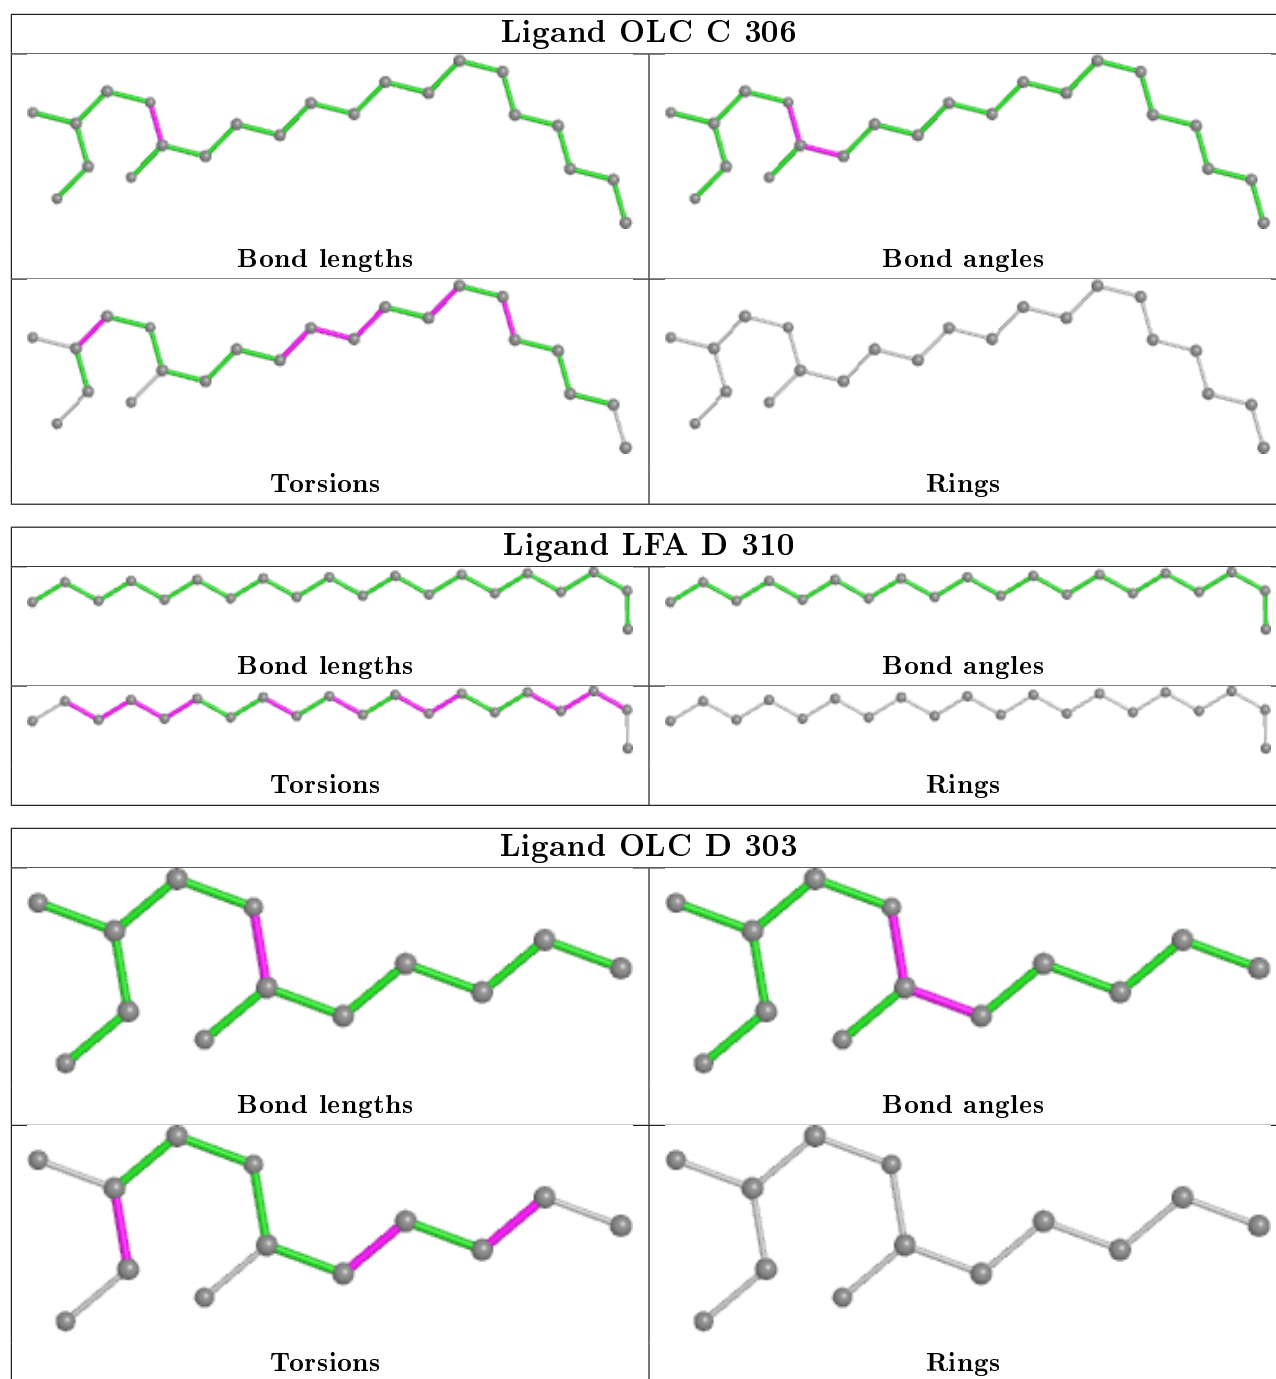 Ligand OLC C 306
Bond lengths
Bond angles
Torsions
Rings
Ligand LFA D 310
Bond lengths
Bond angles
Torsions
Rings
Ligand OLC D 303
Bond lengths
Bond angles
Torsions
Rings